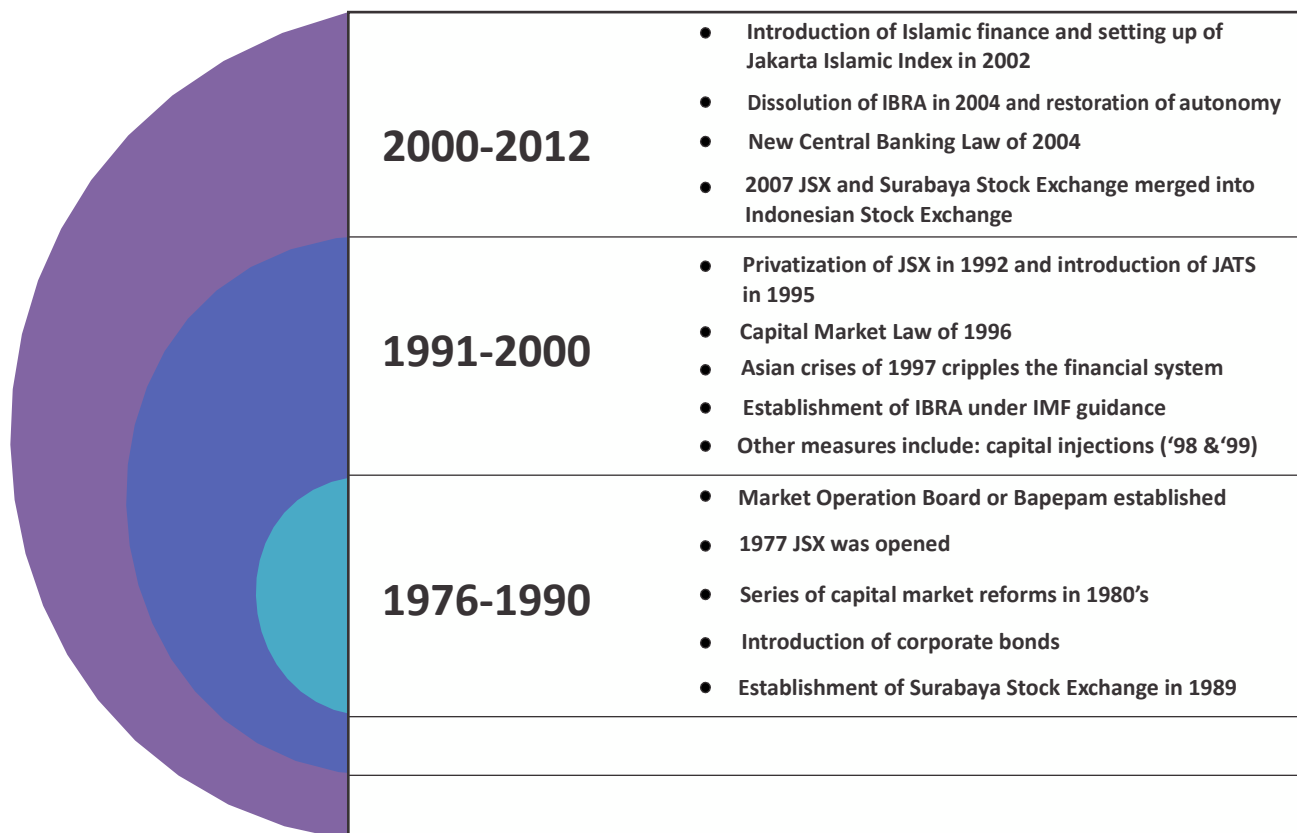 2000-2012
● Introduction of Islamic finance and setting up of
Jakarta Islamic Index in 2002
● Dissolution of IBRA in 2004 and restoration of autonomy
● New Central Banking Law of 2004
● 2007 JSX and Surabaya Stock Exchange merged into
Indonesian Stock Exchange
1991-2000
● Privatization of JSX in 1992 and introduction of JATS
in 1995
● Capital Market Law of 1996
● Asian crises of 1997 cripples the financial system
● Establishment of IBRA under IMF guidance
● Other measures include: capital injections (‘98 &‘99)
1976-1990
● Market Operation Board or Bapepam established
● 1977 JSX was opened
● Series of capital market reforms in 1980’s
● Introduction of corporate bonds
● Establishment of Surabaya Stock Exchange in 1989